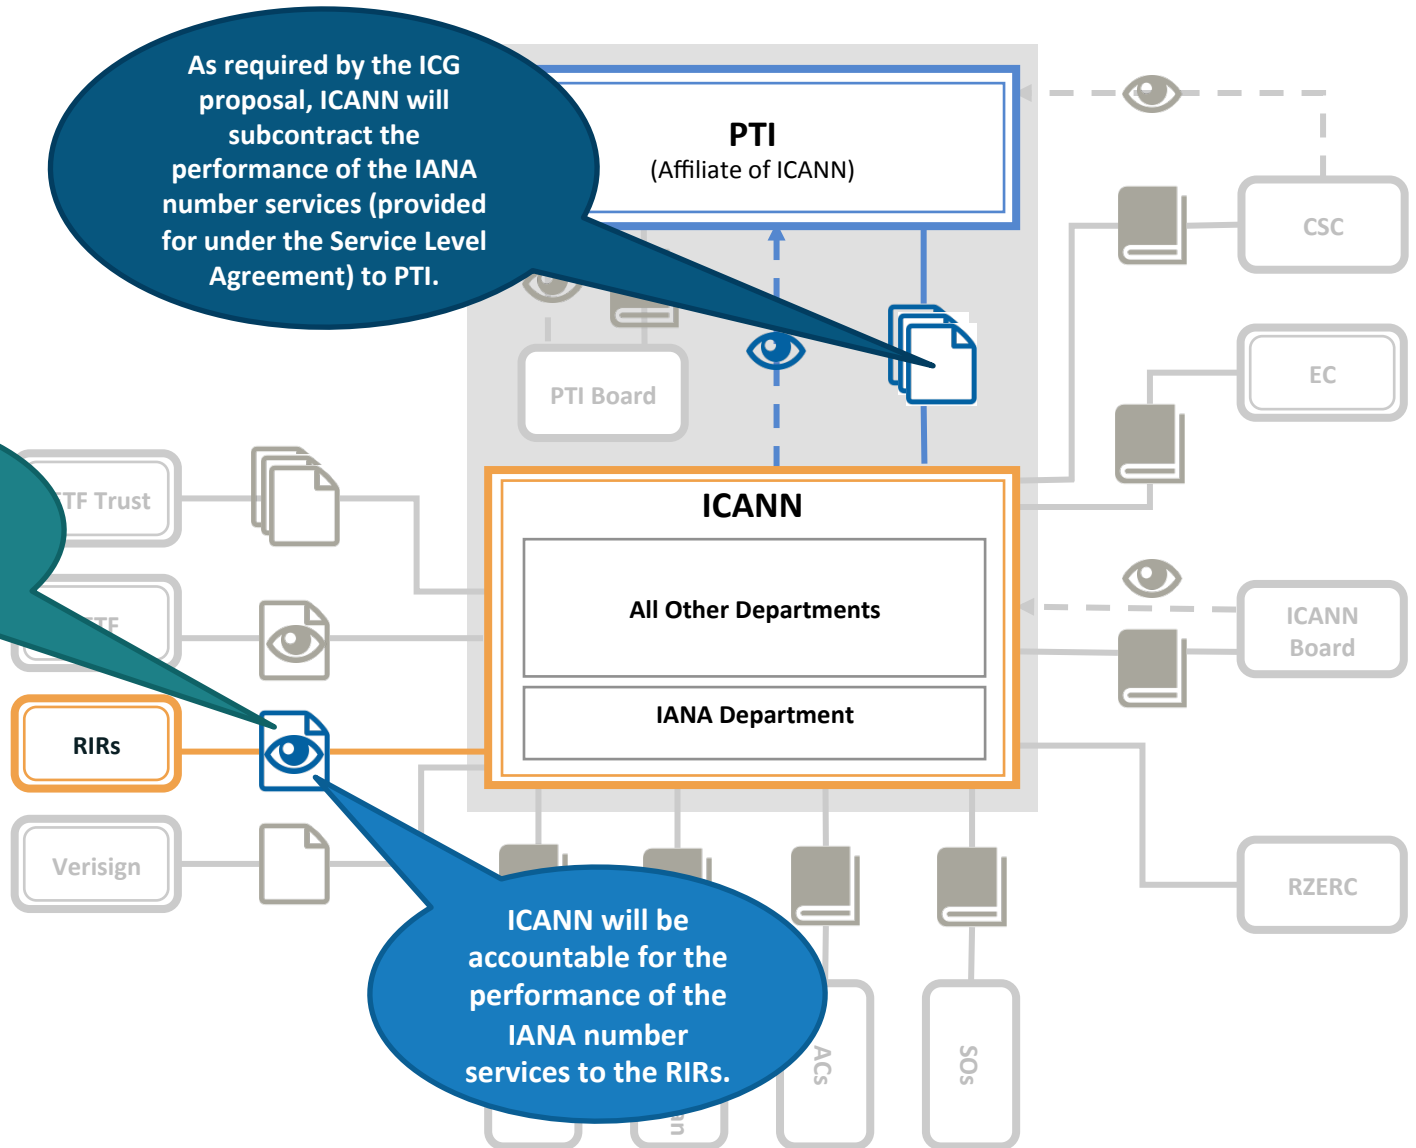 As required by the ICG
proposal, ICANN will
subcontract the
performance of the IANA
number services (provided
for under the Service Level
Agreement) to PTI.
PTI
(Affiliate of ICANN)
CSC
EC
PTI Board
TF Trust
ICANN
All Other Departments
IANA Department
ICANN
Board
RIRs
Verisign
RZERC
ICANN will be
accountable for the
performance of the
IANA number
services to the RIRs.
ACs
SOs